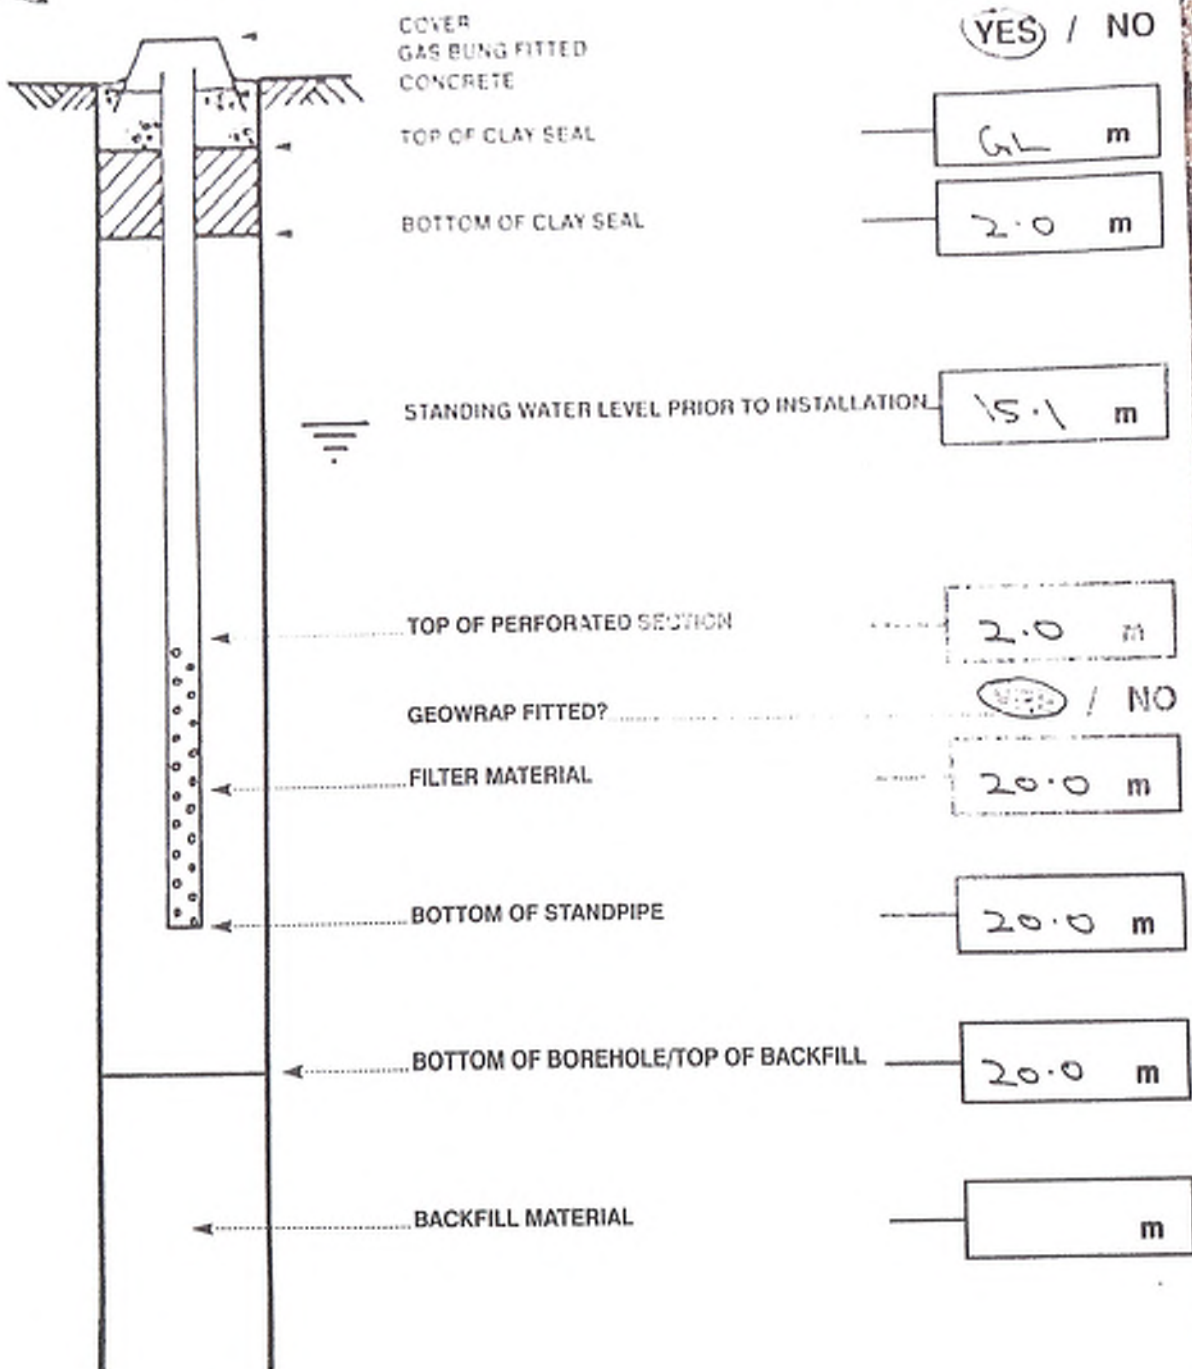 COVER
GAS BUNG FITTED YES / NO
CONCRETE
TOP OF CLAY SEAL GL m
BOTTOM OF CLAY SEAL 2.0 m
STANDING WATER LEVEL PRIOR TO INSTALLATION 15.1 m
TOP OF PERFORATED SECTION 2.0 m
GEOWRAP FITTED? / NO
FILTER MATERIAL 20.0 m
BOTTOM OF STANDPIPE 20.0 m
BOTTOM OF BOREHOLE/TOP OF BACKFILL 20.0 m
BACKFILL MATERIAL m